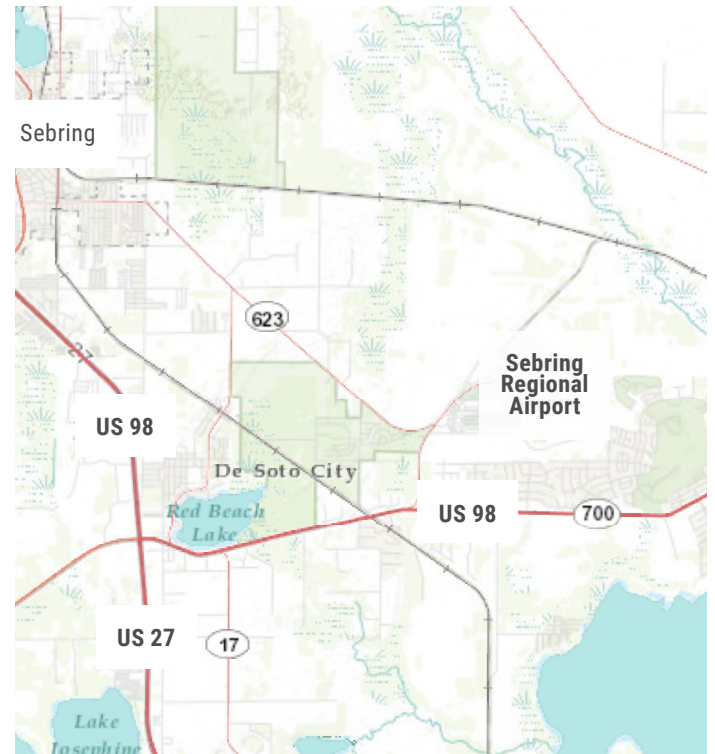 Sebring
623
27
Sebring
Regional
Airport
US 98
De Soto City
Red Beach
Lake
US 98
700
US 27
17
Lake
Josephine